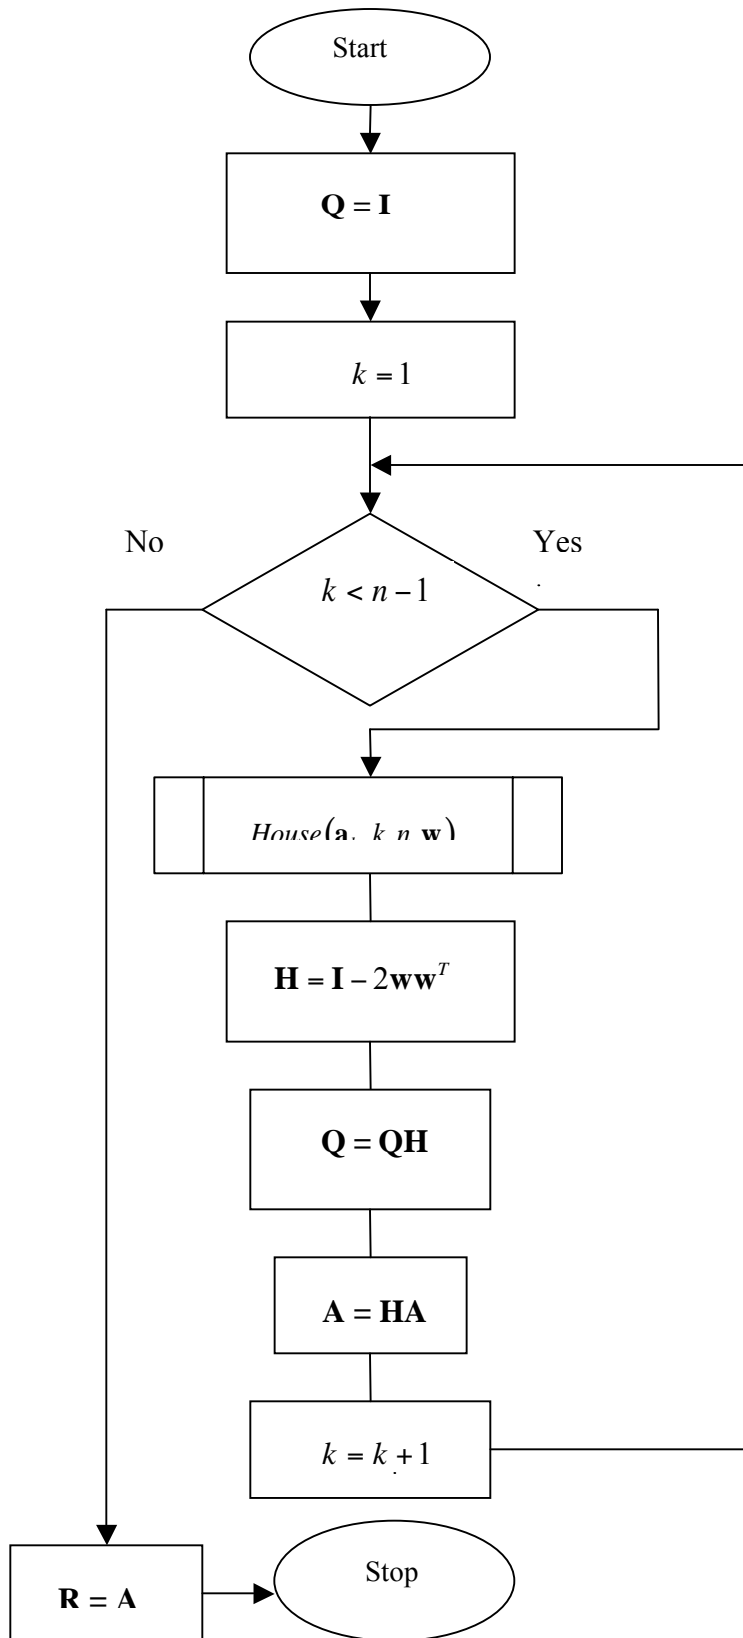 Start
Q = I
k = 1
No
Yes
k < n − 1
House(a, k, n, w)
H = I − 2ww^T
Q = QH
A = HA
k = k + 1
R = A
Stop